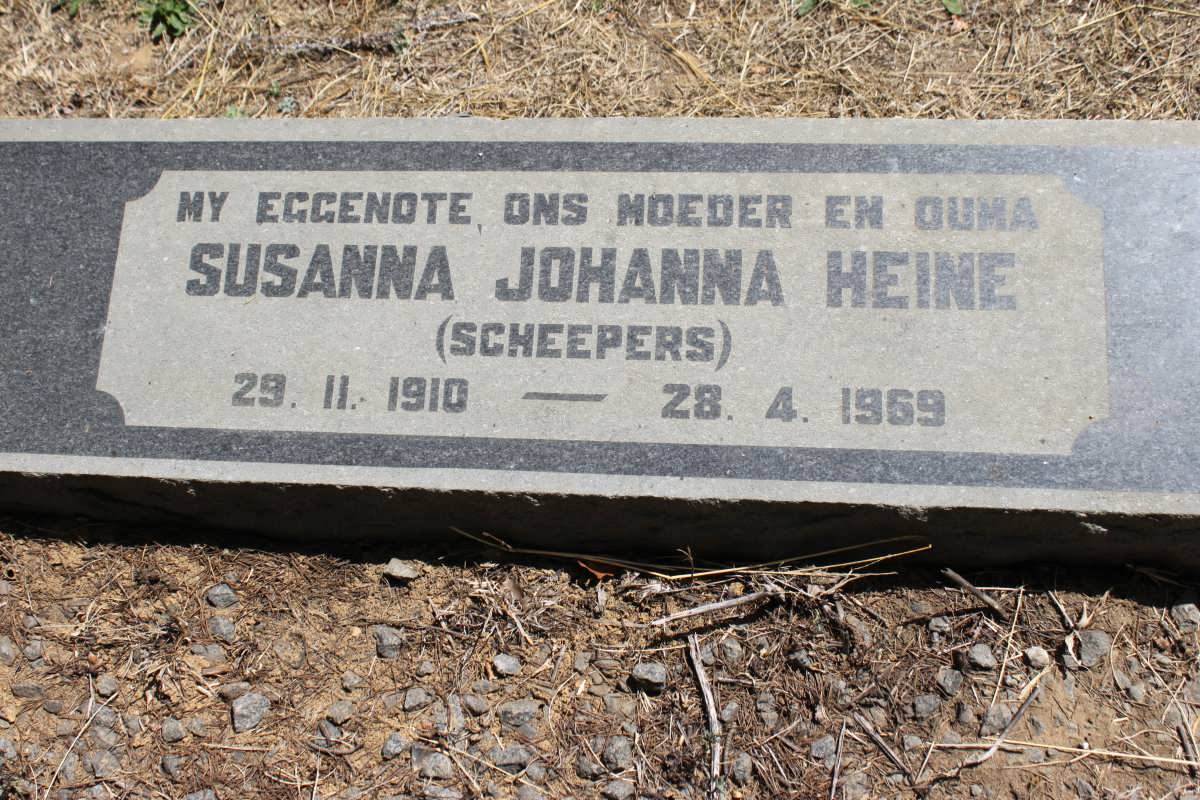 MY EGGENOTE, ONS MOEDER EN OUMA
SUSANNA JOHANNA HEINE
(SCHEEPERS)
29. 11. 1910 — 28. 4. 1969